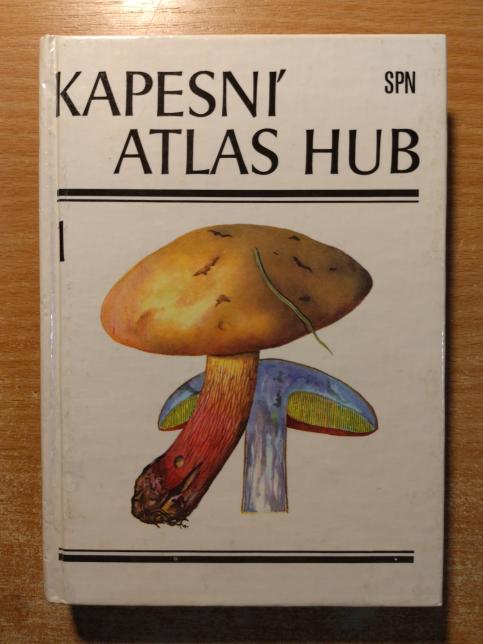 KAPESNÍ
SPN
ATLAS HUB
1